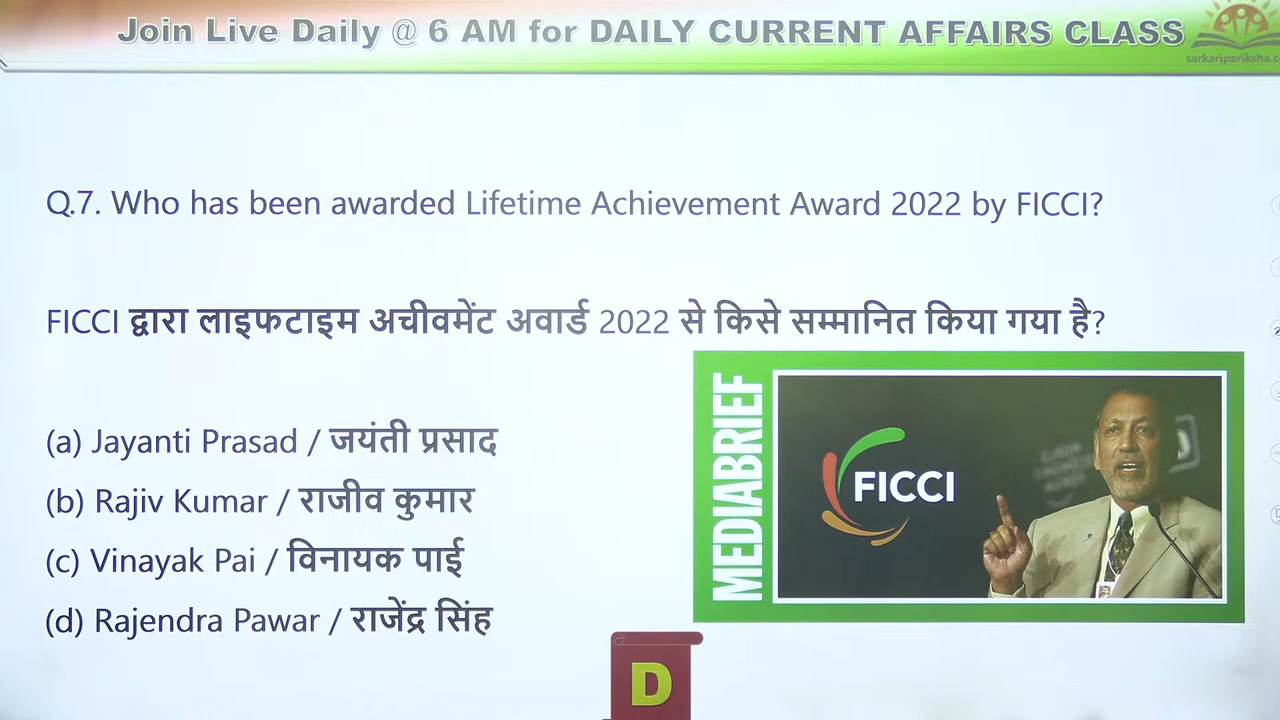 Join Live Daily @ 6 AM for DAILY CURRENT AFFAIRS CLASS
Q.7. Who has been awarded Lifetime Achievement Award 2022 by FICCI?
FICCI द्वारा लाइफटाइम अचीवमेंट अवार्ड 2022 से किसे सम्मानित किया गया है?
(a) Jayanti Prasad / जयंती प्रसाद
(b) Rajiv Kumar / राजीव कुमार
(c) Vinayak Pai / विनायक पाई
(d) Rajendra Pawar / राजेंद्र सिंह
MEDIABRIEF
FICCI
D